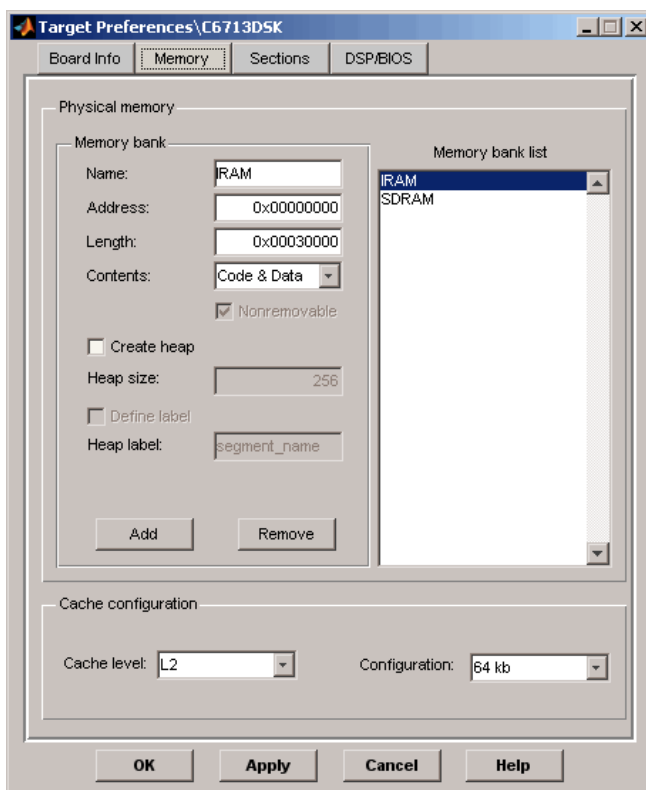 Target Preferences\C6713DSK
Board Info Memory Sections DSP/BIOS
Physical memory
Memory bank
Name: IRAM
Address: 0x00000000
Length: 0x00030000
Contents: Code & Data
Nonremovable
Create heap
Heap size: 256
Define label
Heap label: segment_name
Add Remove
Memory bank list
IRAM
SDRAM
Cache configuration
Cache level: L2 Configuration: 64 kb
OK Apply Cancel Help